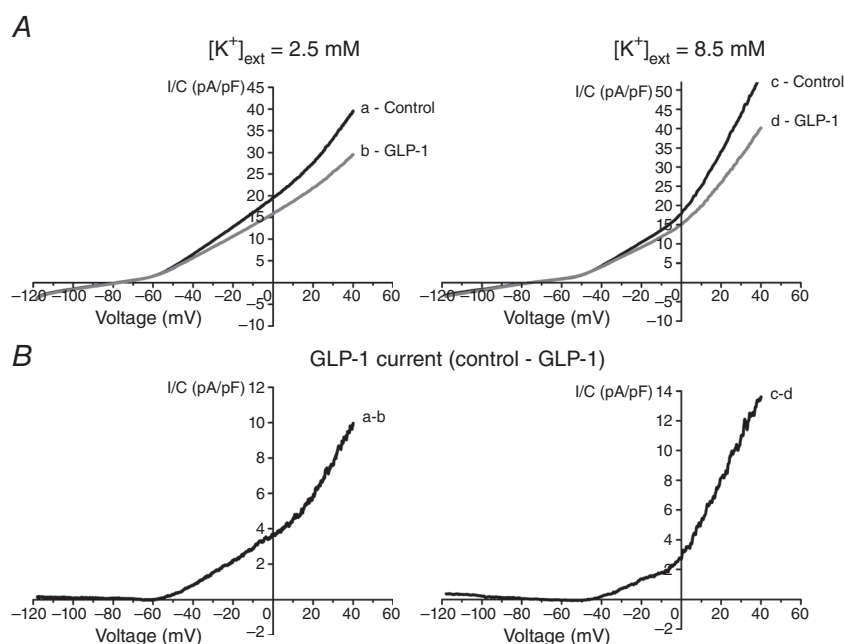 A
[K+]ext = 2.5 mM
[K+]ext = 8.5 mM
I/C (pA/pF)
45
40
35
30
25
20
15
10
5
−5
−10
a - Control
b - GLP-1
−120 −100 −80 −60 −40 −20 0 20 40 60
Voltage (mV)
I/C (pA/pF)
50
45
40
35
30
25
20
15
10
5
−5
−10
c - Control
d - GLP-1
−120 −100 −80 −60 −40 −20 0 20 40 60
Voltage (mV)
B
GLP-1 current (control - GLP-1)
I/C (pA/pF)
12
10
8
6
4
2
−2
a-b
−120 −100 −80 −60 −40 −20 0 20 40 60
Voltage (mV)
I/C (pA/pF)
14
12
10
8
6
4
2
−2
c-d
−120 −100 −80 −60 −40 −20 0 20 40 60
Voltage (mV)